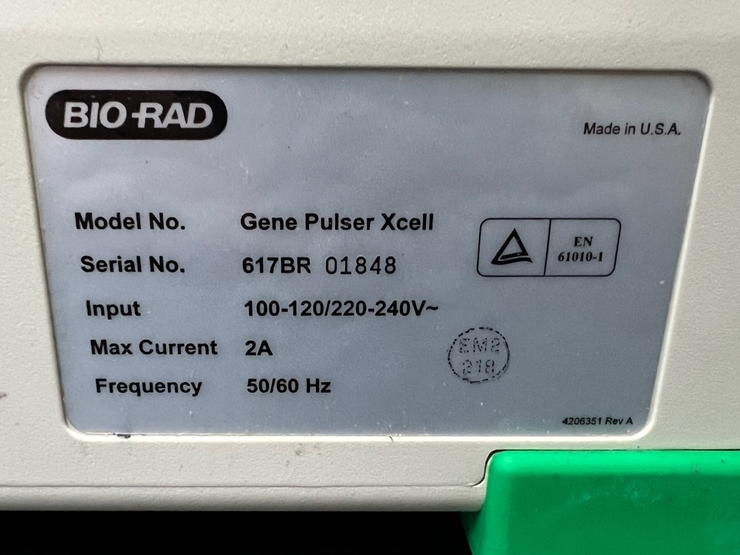 BIO-RAD
Made in U.S.A.
Model No. Gene Pulser Xcell
Serial No. 617BR 01848
EN
61010-1
Input 100-120/220-240V~
Max Current 2A
EM2
218
Frequency 50/60 Hz
4206351 Rev A